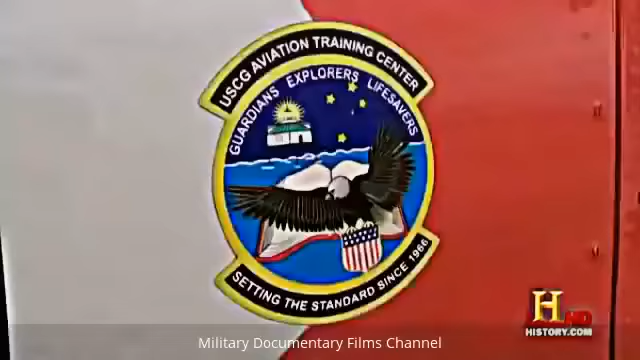 USCG AVIATION TRAINING CENTER
GUARDIANS EXPLORERS LIFESAVERS
SETTING THE STANDARD SINCE 1966
H HD
HISTORY.COM
Military Documentary Films Channel